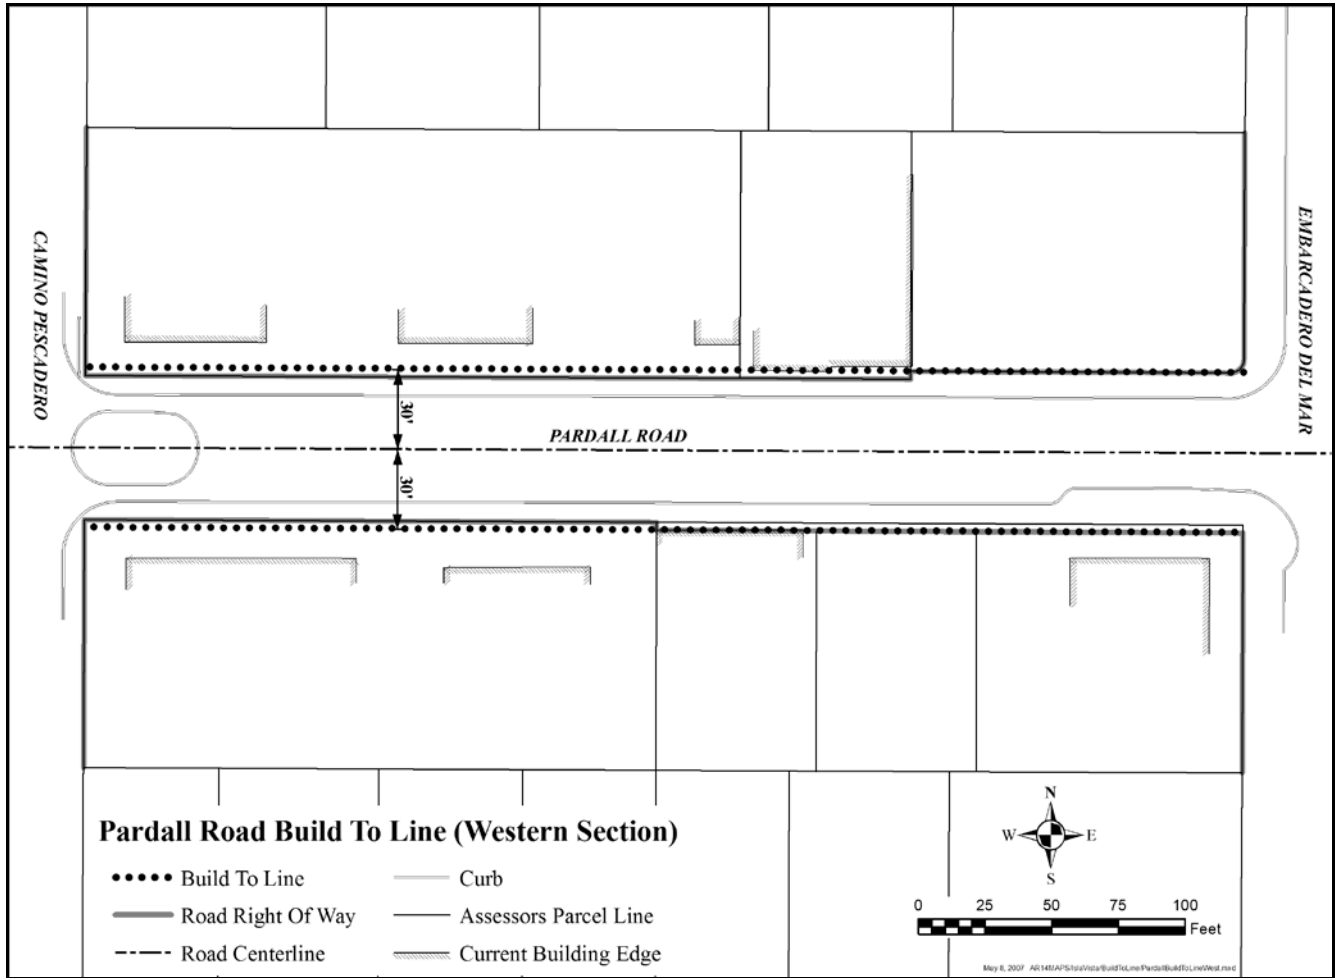 CAMINO PESCADERO
EMBARCADERO DEL MAR
30'
PARDALL ROAD
30'
Pardall Road Build To Line (Western Section)
Build To Line
Curb
Road Right Of Way
Assessors Parcel Line
Road Centerline
Current Building Edge
N
W E
S
0 25 50 75 100
Feet
May 8, 2007